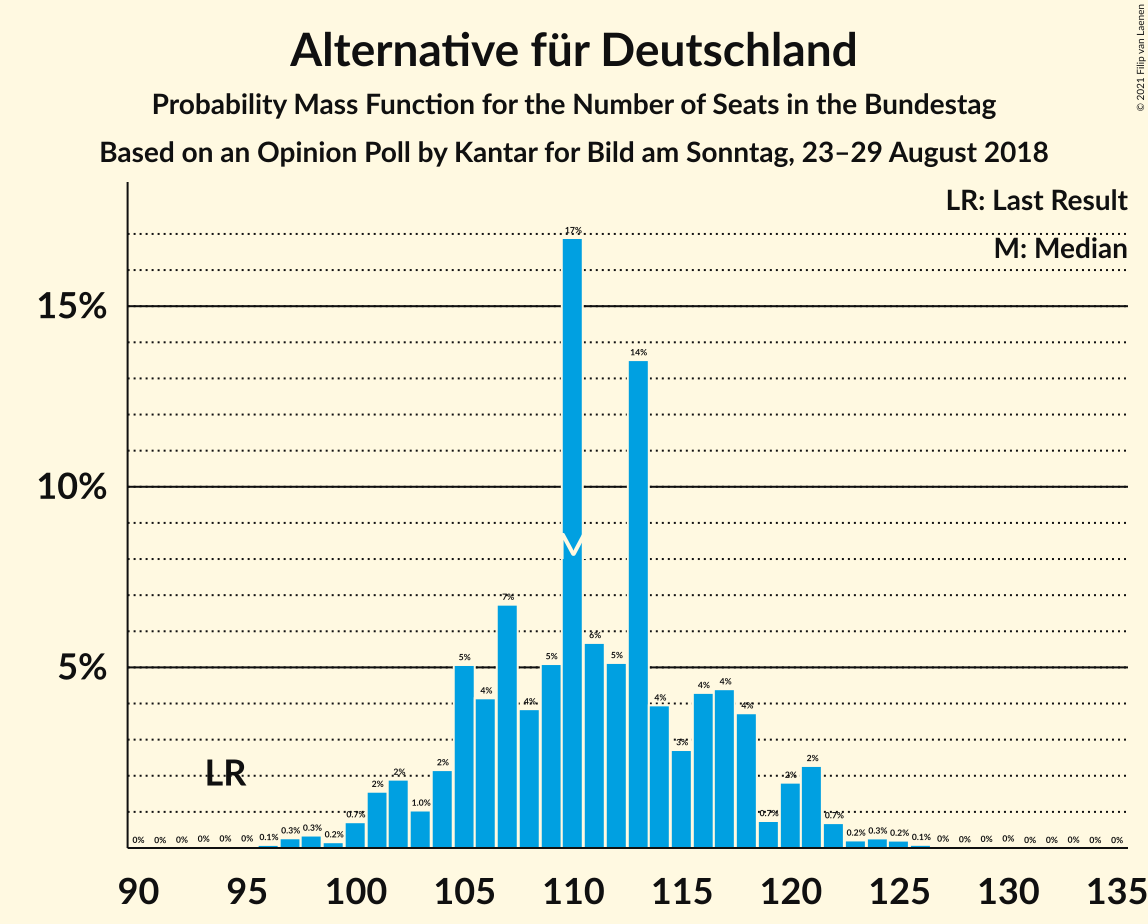 Alternative für Deutschland
Probability Mass Function for the Number of Seats in the Bundestag
Based on an Opinion Poll by Kantar for Bild am Sonntag, 23–29 August 2018
© 2021 Filip van Laenen
LR: Last Result
M: Median
15%
10%
5%
LR
0% 0% 0% 0% 0% 0% 0.1% 0.3% 0.3% 0.2% 0.7% 2% 2% 1.0% 2% 5% 4% 7% 4% 5% 17% 6% 5% 14% 4% 3% 4% 4% 4% 0.7% 2% 2% 0.7% 0.2% 0.3% 0.2% 0.1% 0% 0% 0% 0% 0% 0% 0% 0% 0%
90 95 100 105 110 115 120 125 130 135